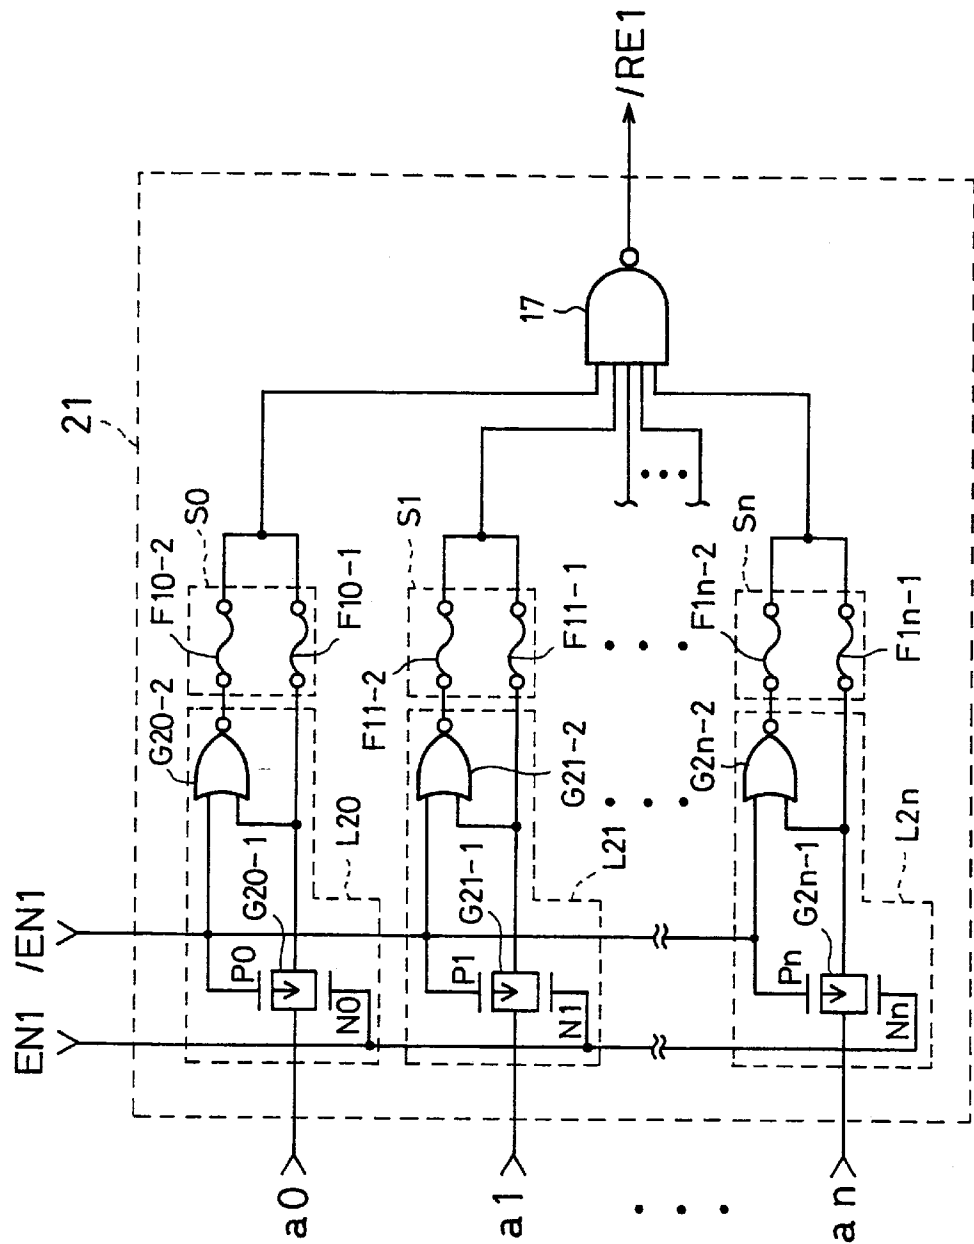 EN1
/EN1
21
a0
P0
N0
G20-1
L20
G20-2
F10-2
F10-1
S0
a1
P1
N1
G21-1
L21
G21-2
F11-2
F11-1
S1
17
/RE1
an
Pn
Nn
G2n-1
L2n
G2n-2
F1n-2
F1n-1
Sn